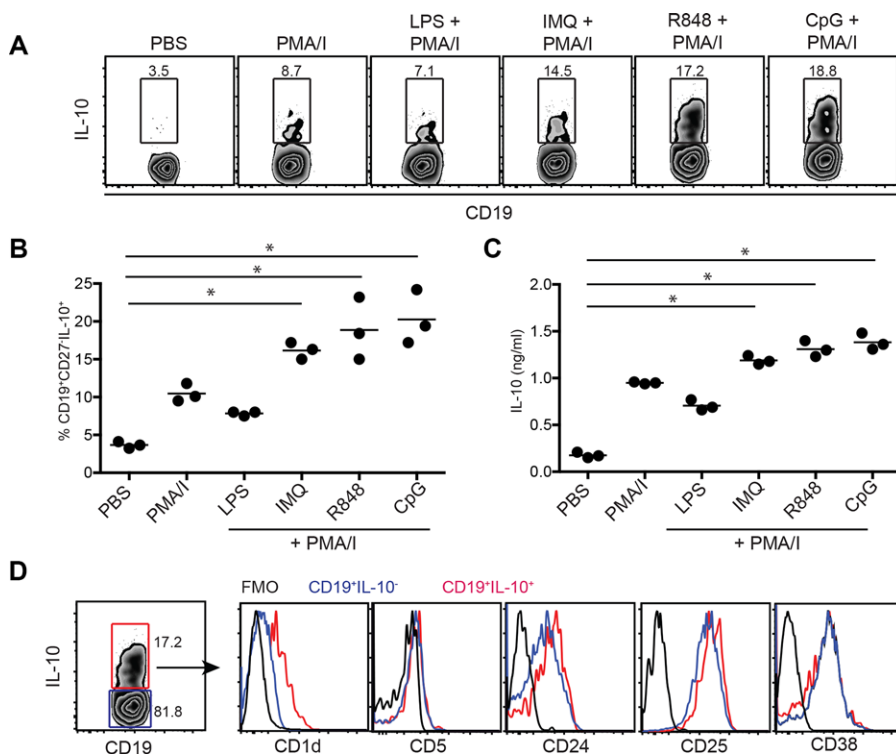 A
PBS
PMA/I
LPS +
PMA/I
IMQ +
PMA/I
R848 +
PMA/I
CpG +
PMA/I
3.5
8.7
7.1
14.5
17.2
18.8
IL-10
CD19
B
*
*
*
25
20
15
10
5
0
% CD19⁺CD27⁻IL-10⁺
PBS
PMA/I
LPS
IMQ
R848
CpG
+ PMA/I
C
*
*
*
2.0
1.5
1.0
0.5
0.0
IL-10 (ng/ml)
PBS
PMA/I
LPS
IMQ
R848
CpG
+ PMA/I
D
FMO
CD19⁺IL-10⁻
CD19⁺IL-10⁺
IL-10
17.2
81.8
CD19
CD1d
CD5
CD24
CD25
CD38